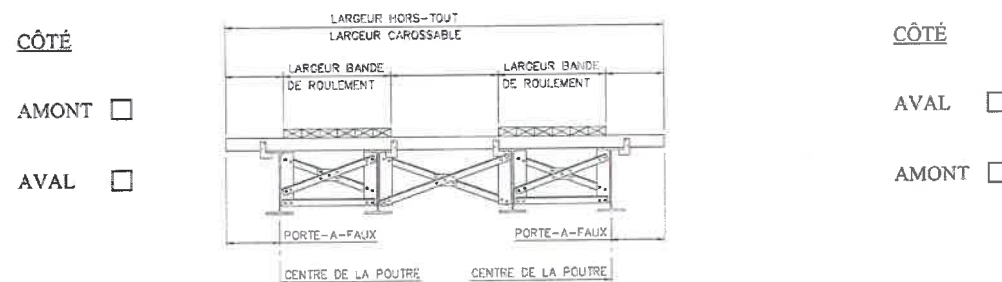 CÔTÉ
AMONT ☐
AVAL ☐
LARGEUR HORS-TOUT
LARGEUR CAROSSABLE
LARGEUR BANDE
DE ROULEMENT
LARGEUR BANDE
DE ROULEMENT
PORTE-A-FAUX
PORTE-A-FAUX
CENTRE DE LA POUTRE
CENTRE DE LA POUTRE
CÔTÉ
AVAL ☐
AMONT ☐